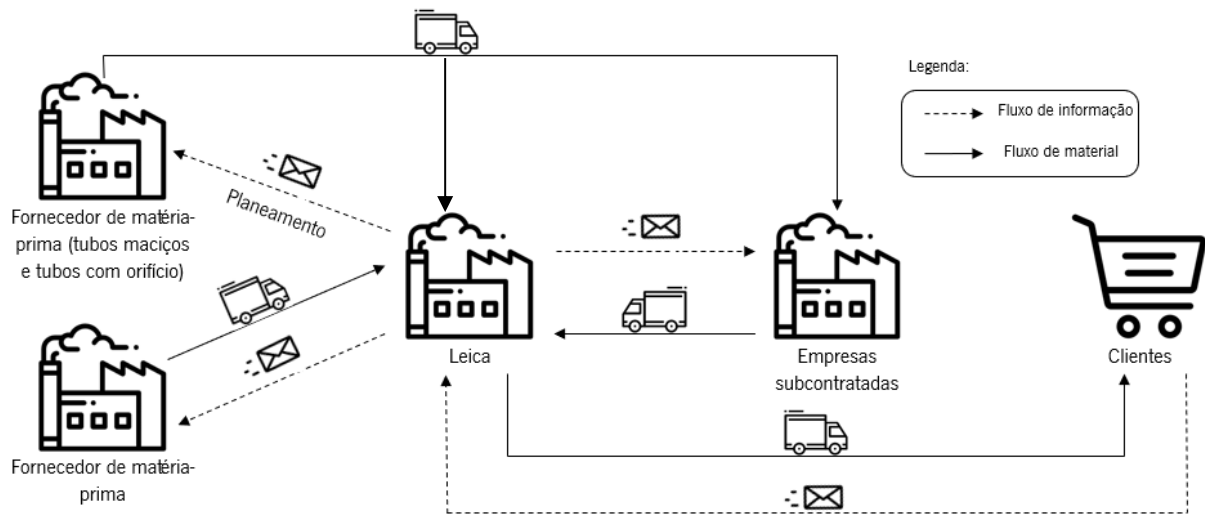 Legenda:
Fluxo de informação
Fluxo de material
Planeamento
Fornecedor de matéria-
prima (tubos maciços
e tubos com orifício)
Leica
Empresas
subcontratadas
Clientes
Fornecedor de matéria-
prima